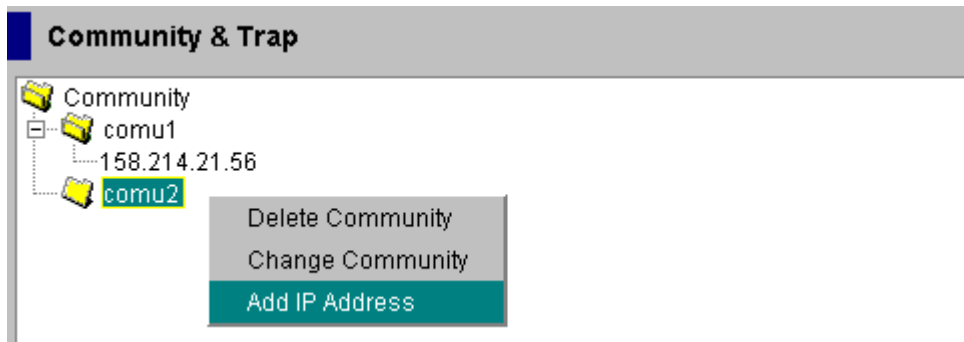 Community & Trap
Community
comu1
158.214.21.56
comu2
Delete Community
Change Community
Add IP Address